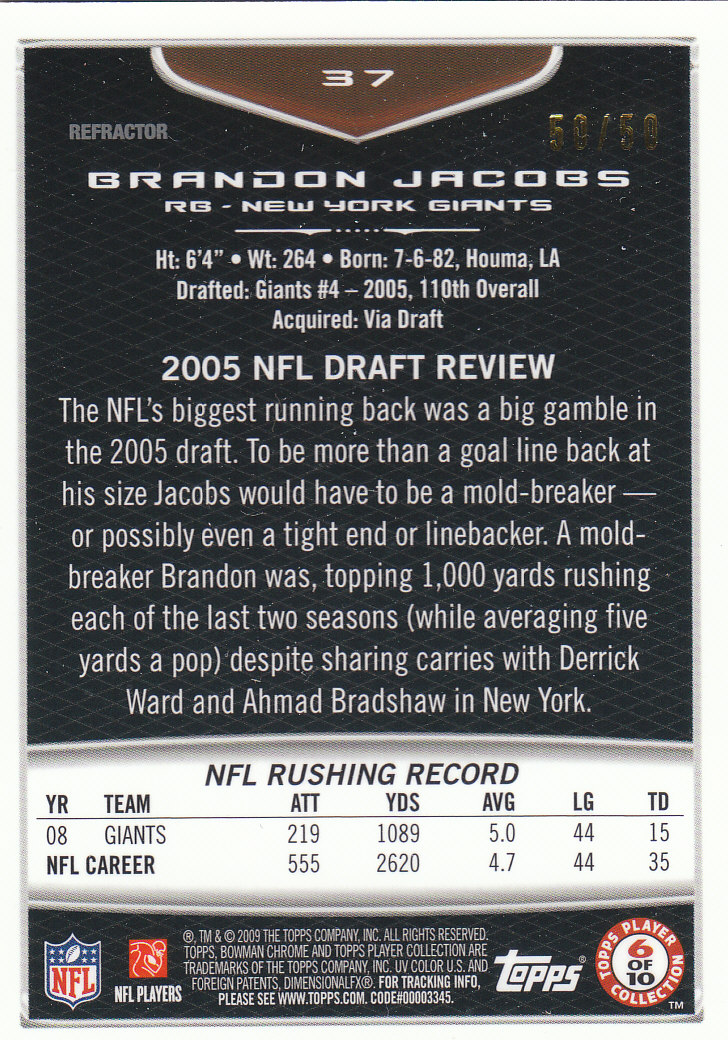 37
REFRACTOR
50/50
BRANDON JACOBS
RB - NEW YORK GIANTS
Ht: 6'4" • Wt: 264 • Born: 7-6-82, Houma, LA
Drafted: Giants #4 – 2005, 110th Overall
Acquired: Via Draft
2005 NFL DRAFT REVIEW
The NFL's biggest running back was a big gamble in
the 2005 draft. To be more than a goal line back at
his size Jacobs would have to be a mold-breaker —
or possibly even a tight end or linebacker. A mold-
breaker Brandon was, topping 1,000 yards rushing
each of the last two seasons (while averaging five
yards a pop) despite sharing carries with Derrick
Ward and Ahmad Bradshaw in New York.
NFL RUSHING RECORD
YR TEAM ATT YDS AVG LG TD
08 GIANTS 219 1089 5.0 44 15
NFL CAREER 555 2620 4.7 44 35
®, TM & © 2009 THE TOPPS COMPANY, INC. ALL RIGHTS RESERVED.
TOPPS, BOWMAN CHROME AND TOPPS PLAYER COLLECTION ARE
TRADEMARKS OF THE TOPPS COMPANY, INC. UV COLOR U.S. AND
FOREIGN PATENTS, DIMENSIONALFX®. FOR TRACKING INFO,
PLEASE SEE WWW.TOPPS.COM. CODE#00003345.
NFL
NFL PLAYERS
TOPPS®
TOPPS PLAYER
6
OF
10
COLLECTION
TM